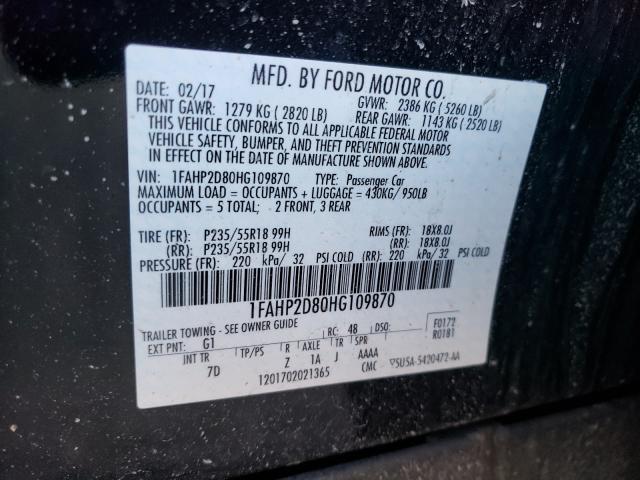 MFD. BY FORD MOTOR CO.
DATE: 02/17 GVWR: 2386 KG ( 5260 LB)
FRONT GAWR: 1279 KG ( 2820 LB) REAR GAWR: 1143 KG ( 2520 LB)
THIS VEHICLE CONFORMS TO ALL APPLICABLE FEDERAL MOTOR
VEHICLE SAFETY, BUMPER, AND THEFT PREVENTION STANDARDS
IN EFFECT ON THE DATE OF MANUFACTURE SHOWN ABOVE.
VIN: 1FAHP2D80HG109870 TYPE: Passenger Car
MAXIMUM LOAD = OCCUPANTS + LUGGAGE = 430KG/ 950LB
OCCUPANTS = 5 TOTAL; 2 FRONT, 3 REAR
TIRE (FR): P235/55R18 99H RIMS (FR): 18X8.0J
(RR): P235/55R18 99H (RR): 18X8.0J
PRESSURE (FR): 220 kPa/ 32 PSI COLD (RR): 220 kPa/ 32 PSI COLD
1FAHP2D80HG109870
TRAILER TOWING - SEE OWNER GUIDE
EXT PNT: G1 RC: 48 DSO: F0172
R0181
INT TR TP/PS R AXLE TR SPR
7D Z 1A J AAAA
1201702021365 CMC
5U5A-5420472-AA